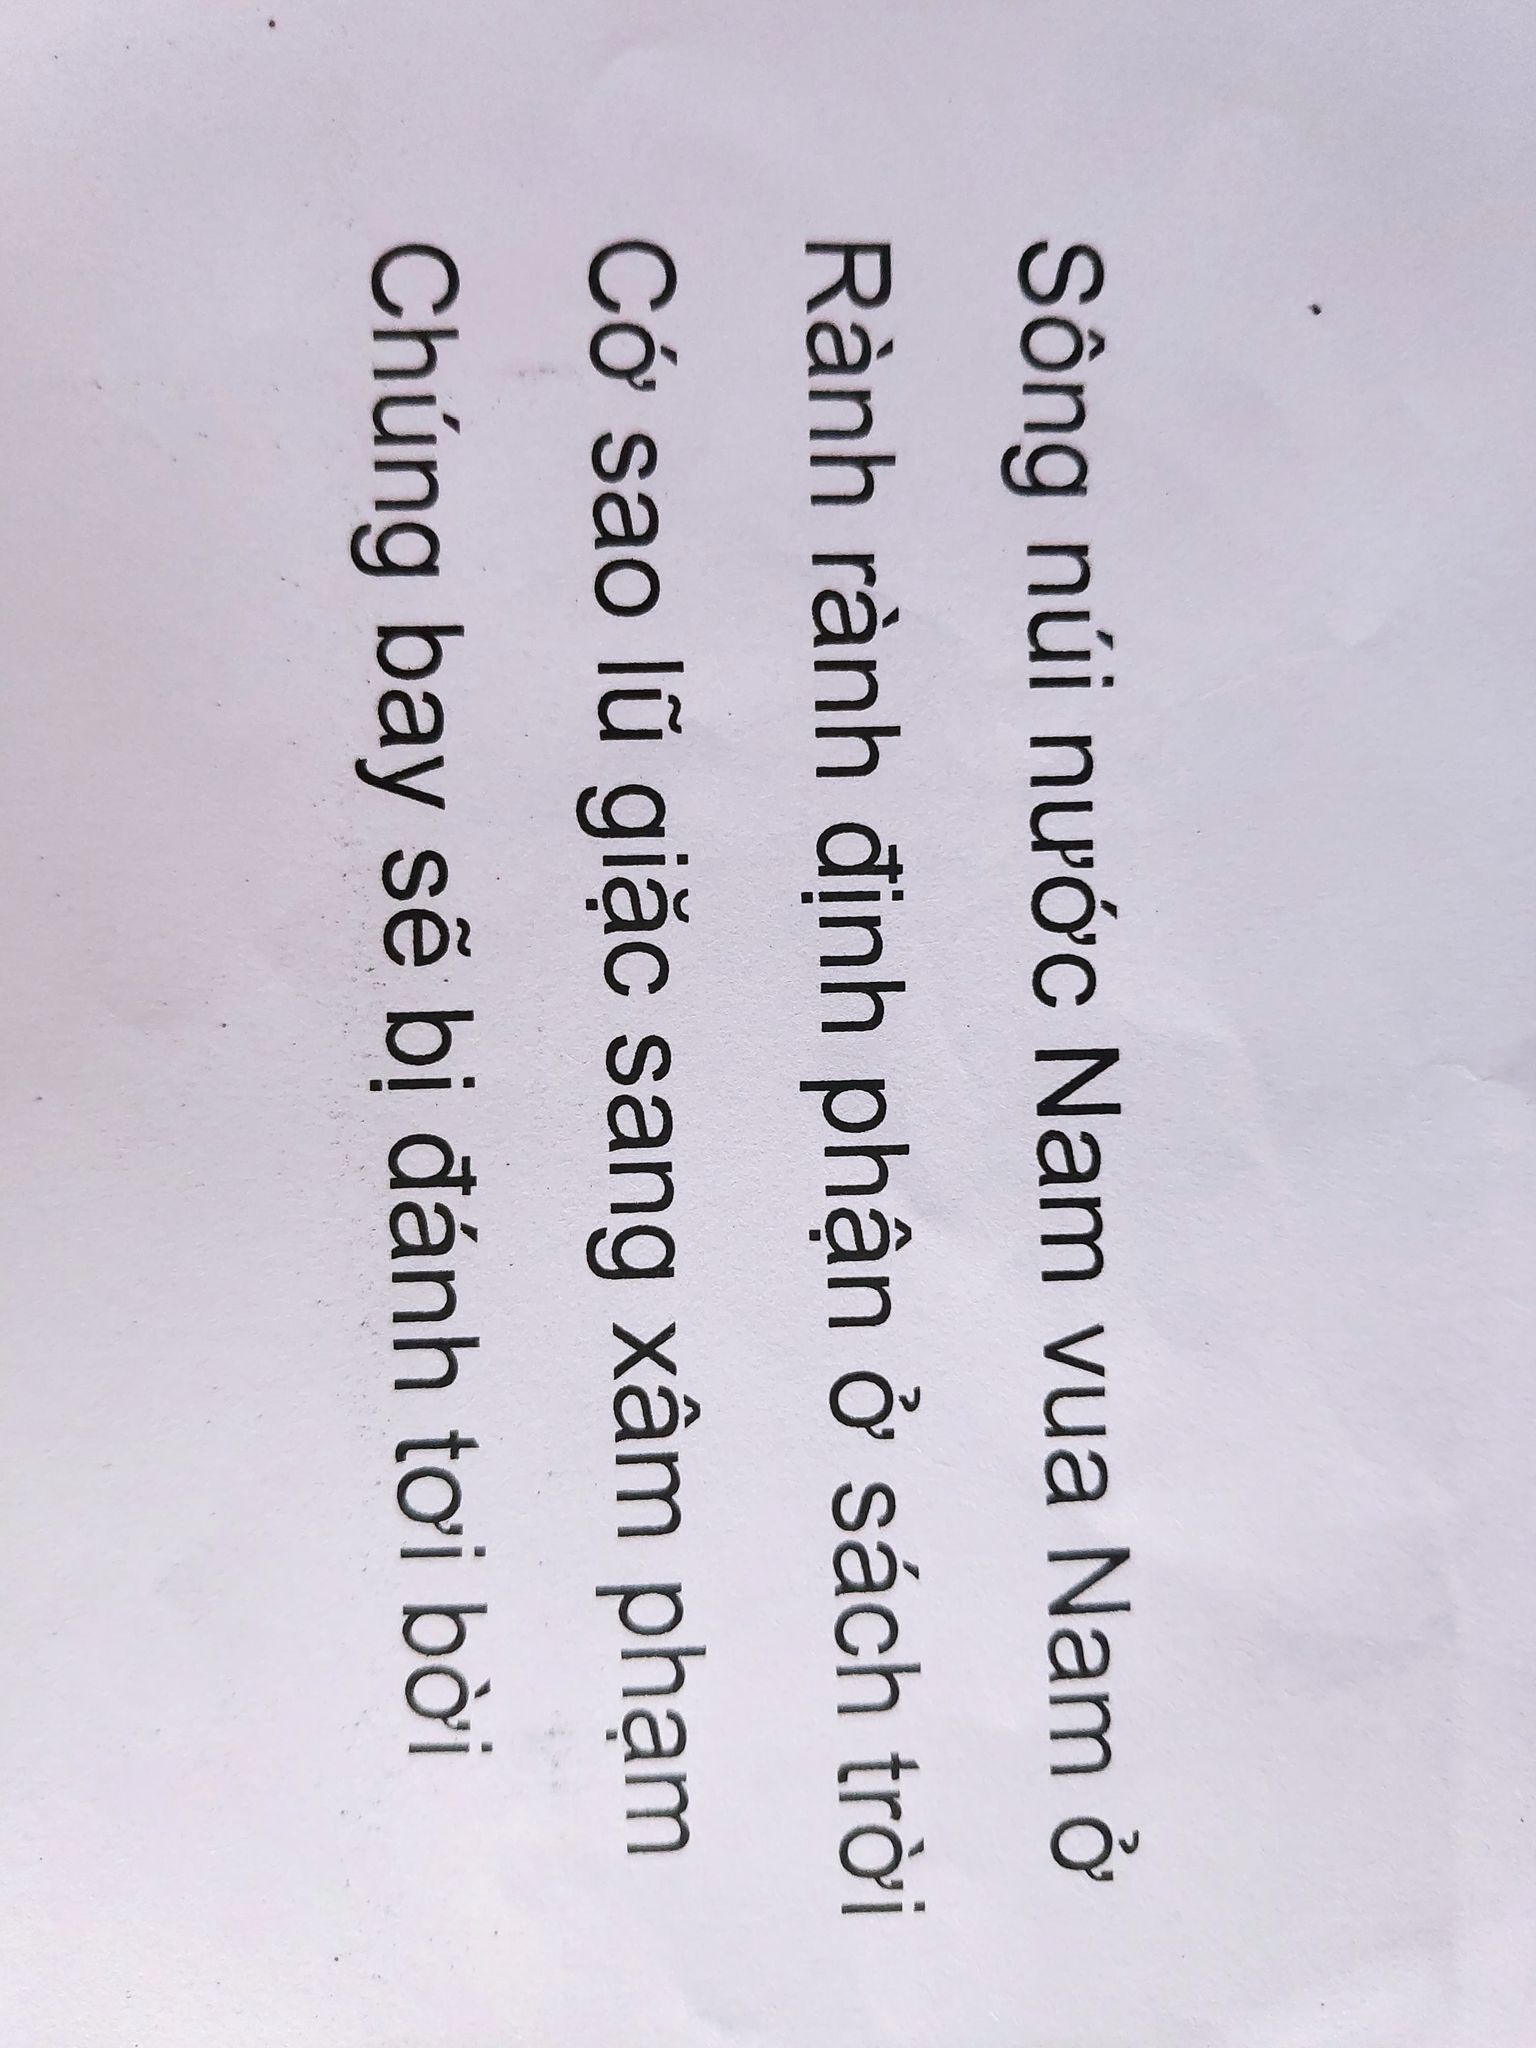 Sông núi nước Nam vua Nam ở
Rành rành định phận ở sách trời
Cớ sao lũ giặc sang xâm phạm
Chúng bay sẽ bị đánh tơi bời